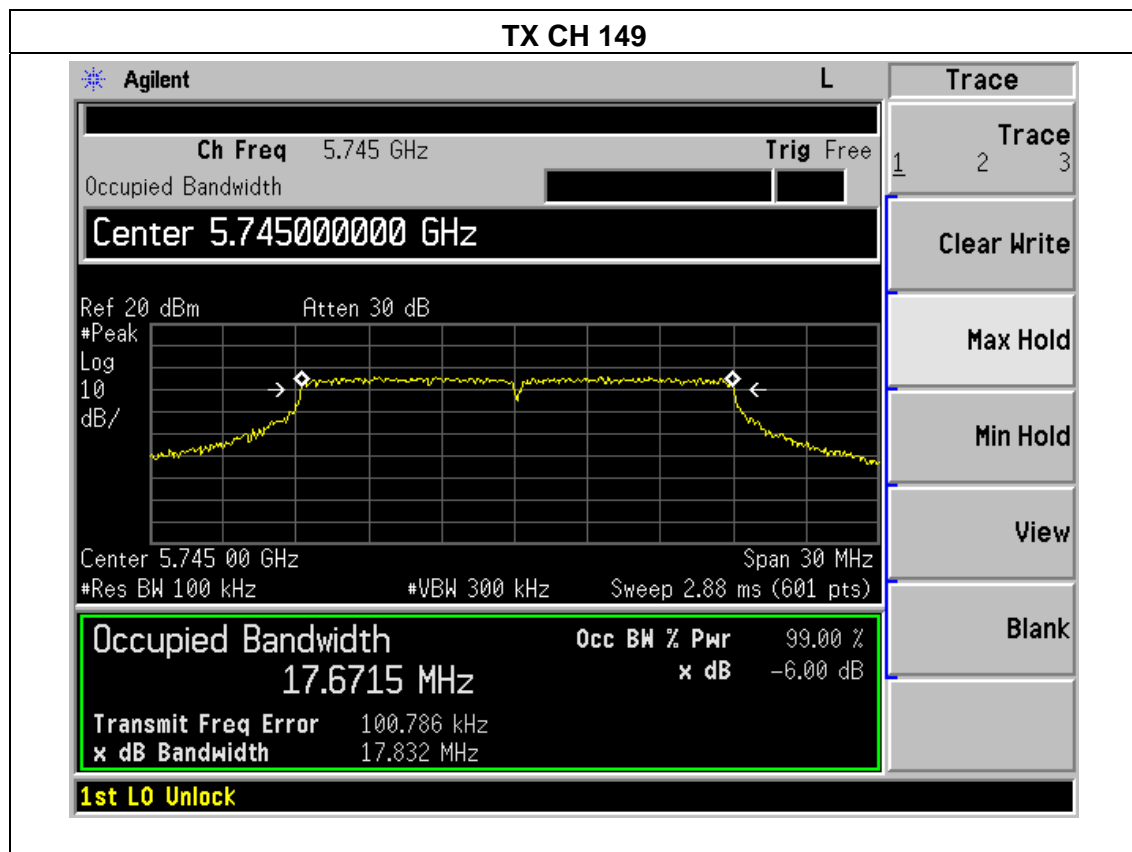 TX CH 149
Agilent L Trace
Ch Freq 5.745 GHz Trig Free
Occupied Bandwidth
Center 5.745000000 GHz
Ref 20 dBm Atten 30 dB
#Peak
Log
10
dB/
Center 5.745 00 GHz Span 30 MHz
#Res BW 100 kHz #VBW 300 kHz Sweep 2.88 ms (601 pts)
Occupied Bandwidth Occ BW % Pwr 99.00 %
17.6715 MHz x dB -6.00 dB
Transmit Freq Error 100.786 kHz
x dB Bandwidth 17.832 MHz
1st LO Unlock
Trace
1 2 3
Clear Write
Max Hold
Min Hold
View
Blank